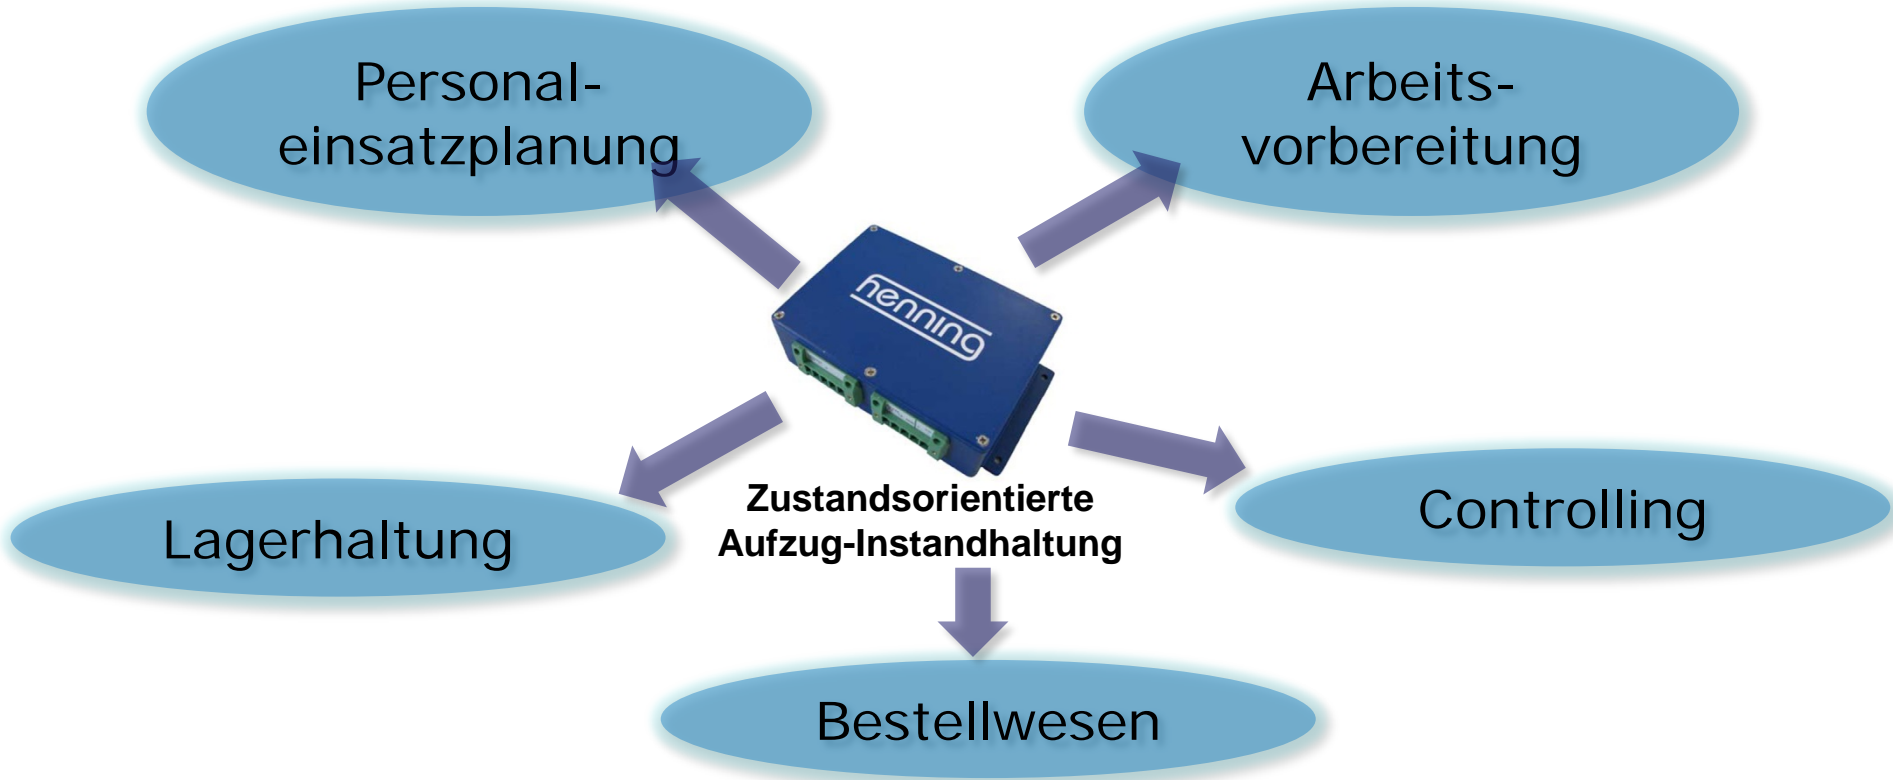 Personal-
einsatzplanung
Arbeits-
vorbereitung
henning
Lagerhaltung
Zustandsorientierte
Aufzug-Instandhaltung
Controlling
Bestellwesen